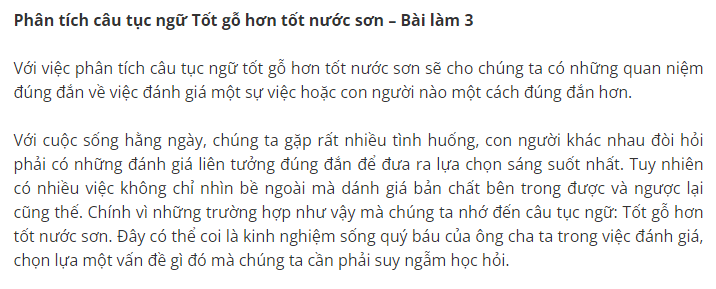 Phân tích câu tục ngữ Tốt gỗ hơn tốt nước sơn – Bài làm 3
Với việc phân tích câu tục ngữ tốt gỗ hơn tốt nước sơn sẽ cho chúng ta có những quan niệm
đúng đắn về việc đánh giá một sự việc hoặc con người nào một cách đúng đắn hơn.
Với cuộc sống hằng ngày, chúng ta gặp rất nhiều tình huống, con người khác nhau đòi hỏi
phải có những đánh giá liên tưởng đúng đắn để đưa ra lựa chọn sáng suốt nhất. Tuy nhiên
có nhiều việc không chỉ nhìn bề ngoài mà dánh giá bản chất bên trong được và ngược lại
cũng thế. Chính vì những trường hợp như vậy mà chúng ta nhớ đến câu tục ngữ: Tốt gỗ hơn
tốt nước sơn. Đây có thể coi là kinh nghiệm sống quý báu của ông cha ta trong việc đánh giá,
chọn lựa một vấn đề gì đó mà chúng ta cần phải suy ngẫm học hỏi.